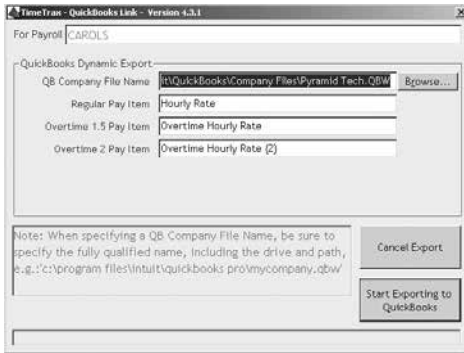 TimeTrax - QuickBooks Link - Version 4.3.1
For Payroll CAROLS
QuickBooks Dynamic Export
QB Company File Name it\QuickBooks\Company Files\Pyramid Tech.QBW Browse...
Regular Pay Item Hourly Rate
Overtime 1.5 Pay Item Overtime Hourly Rate
Overtime 2 Pay Item Overtime Hourly Rate (2)
Note: When specifying a QB Company File Name, be sure to
specify the fully qualified name, including the drive and path,
e.g.:'c:\program files\intuit\quickbooks pro\mycompany.qbw'
Cancel Export
Start Exporting to
QuickBooks